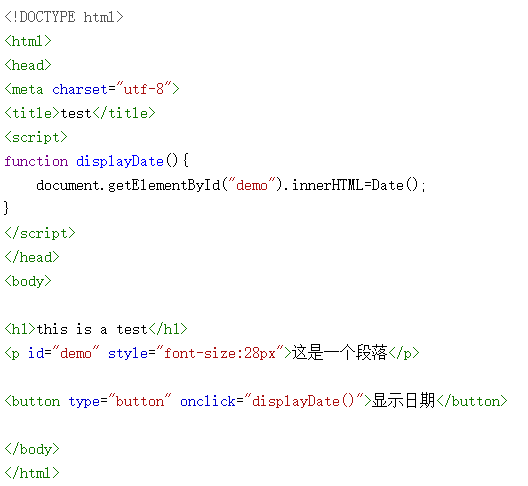 <!DOCTYPE html>
<html>
<head>
<meta charset="utf-8">
<title>test</title>
<script>
function displayDate(){
    document.getElementById("demo").innerHTML=Date();
}
</script>
</head>
<body>

<h1>this is a test</h1>
<p id="demo" style="font-size:28px">这是一个段落</p>

<button type="button" onclick="displayDate()">显示日期</button>

</body>
</html>